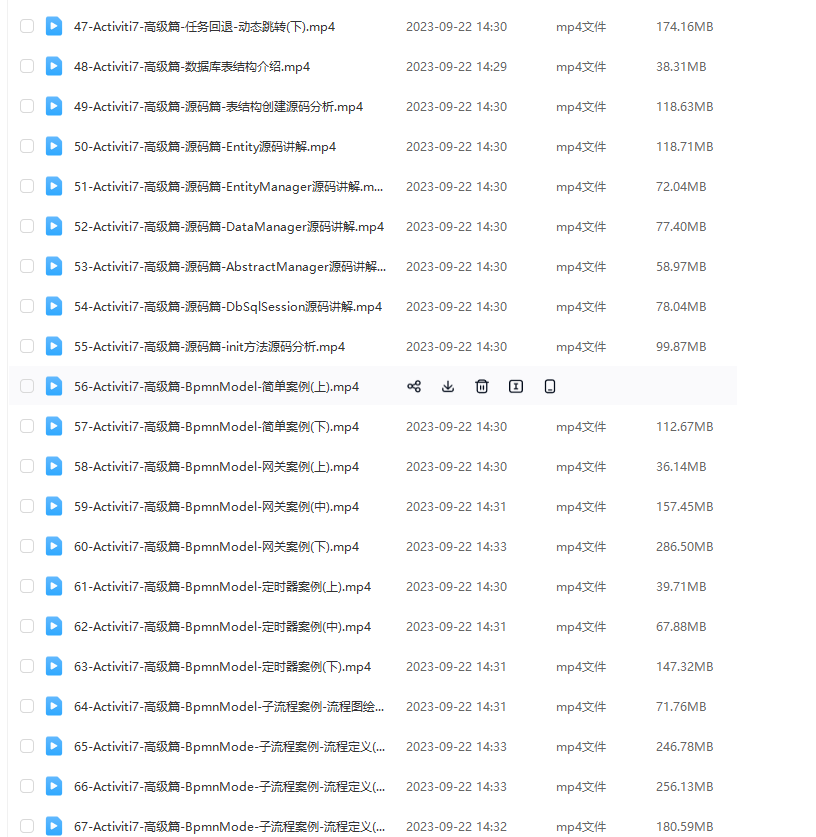 47-Activiti7-高级篇-任务回退-动态跳转(下).mp4 2023-09-22 14:30 mp4文件 174.16MB
48-Activiti7-高级篇-数据库表结构介绍.mp4 2023-09-22 14:29 mp4文件 38.31MB
49-Activiti7-高级篇-源码篇-表结构创建源码分析.mp4 2023-09-22 14:30 mp4文件 118.63MB
50-Activiti7-高级篇-源码篇-Entity源码讲解.mp4 2023-09-22 14:30 mp4文件 118.71MB
51-Activiti7-高级篇-源码篇-EntityManager源码讲解.m... 2023-09-22 14:30 mp4文件 72.04MB
52-Activiti7-高级篇-源码篇-DataManager源码讲解.mp4 2023-09-22 14:30 mp4文件 77.40MB
53-Activiti7-高级篇-源码篇-AbstractManager源码讲解... 2023-09-22 14:30 mp4文件 58.97MB
54-Activiti7-高级篇-源码篇-DbSqlSession源码讲解.mp4 2023-09-22 14:30 mp4文件 78.04MB
55-Activiti7-高级篇-源码篇-init方法源码分析.mp4 2023-09-22 14:30 mp4文件 99.87MB
56-Activiti7-高级篇-BpmnModel-简单案例(上).mp4
57-Activiti7-高级篇-BpmnModel-简单案例(下).mp4 2023-09-22 14:30 mp4文件 112.67MB
58-Activiti7-高级篇-BpmnModel-网关案例(上).mp4 2023-09-22 14:30 mp4文件 36.14MB
59-Activiti7-高级篇-BpmnModel-网关案例(中).mp4 2023-09-22 14:31 mp4文件 157.45MB
60-Activiti7-高级篇-BpmnModel-网关案例(下).mp4 2023-09-22 14:33 mp4文件 286.50MB
61-Activiti7-高级篇-BpmnModel-定时器案例(上).mp4 2023-09-22 14:30 mp4文件 39.71MB
62-Activiti7-高级篇-BpmnModel-定时器案例(中).mp4 2023-09-22 14:31 mp4文件 67.88MB
63-Activiti7-高级篇-BpmnModel-定时器案例(下).mp4 2023-09-22 14:31 mp4文件 147.32MB
64-Activiti7-高级篇-BpmnModel-子流程案例-流程图绘... 2023-09-22 14:31 mp4文件 71.76MB
65-Activiti7-高级篇-BpmnMode-子流程案例-流程定义(... 2023-09-22 14:33 mp4文件 246.78MB
66-Activiti7-高级篇-BpmnMode-子流程案例-流程定义(... 2023-09-22 14:33 mp4文件 256.13MB
67-Activiti7-高级篇-BpmnMode-子流程案例-流程定义(... 2023-09-22 14:32 mp4文件 180.59MB